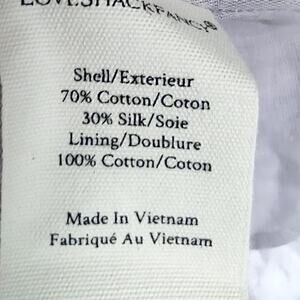 LOVESHACKFANCY®
Shell/Exterieur
70% Cotton/Coton
30% Silk/Soie
Lining/Doublure
100% Cotton/Coton
Made In Vietnam
Fabriqué Au Vietnam